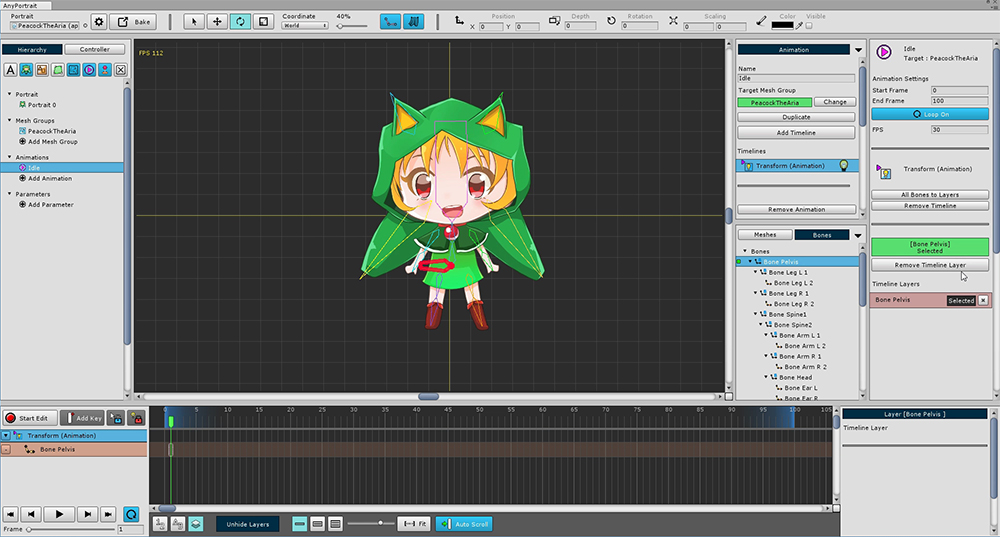 AnyPortrait
Portrait
PeacockTheAria (ap
Bake
Coordinate
World
40%
Position
X 0 Y 0
Depth
0
Rotation
0
Scaling
0 0
Color
Visible
Hierarchy
Controller
Portrait
Portrait 0
Mesh Groups
PeacockTheAria
Add Mesh Group
Animations
Idle
Add Animation
Parameters
Add Parameter
FPS 112
Animation
Name
Idle
Target Mesh Group
PeacockTheAria
Change
Duplicate
Add Timeline
Timelines
Transform (Animation)
Remove Animation
Meshes
Bones
Bones
Bone Pelvis
Bone Leg L 1
Bone Leg L 2
Bone Leg R 1
Bone Leg R 2
Bone Spine1
Bone Spine2
Bone Arm L 1
Bone Arm L 2
Bone Arm R 1
Bone Arm R 2
Bone Head
Bone Ear L
Bone Ear R
Idle
Target : PeacockTheAria
Animation Settings
Start Frame 0
End Frame 100
Loop On
FPS 30
Transform (Animation)
All Bones to Layers
Remove Timeline
[Bone Pelvis]
Selected
Remove Timeline Layer
Timeline Layers
Bone Pelvis Selected
Start Edit
Add Key
0 5 10 15 20 25 30 35 40 45 50 55 60 65 70 75 80 85 90 95 100 105
Transform (Animation)
Bone Pelvis
Frame 1
Unhide Layers
fit
Auto Scroll
Layer [Bone Pelvis ]
Timeline Layer